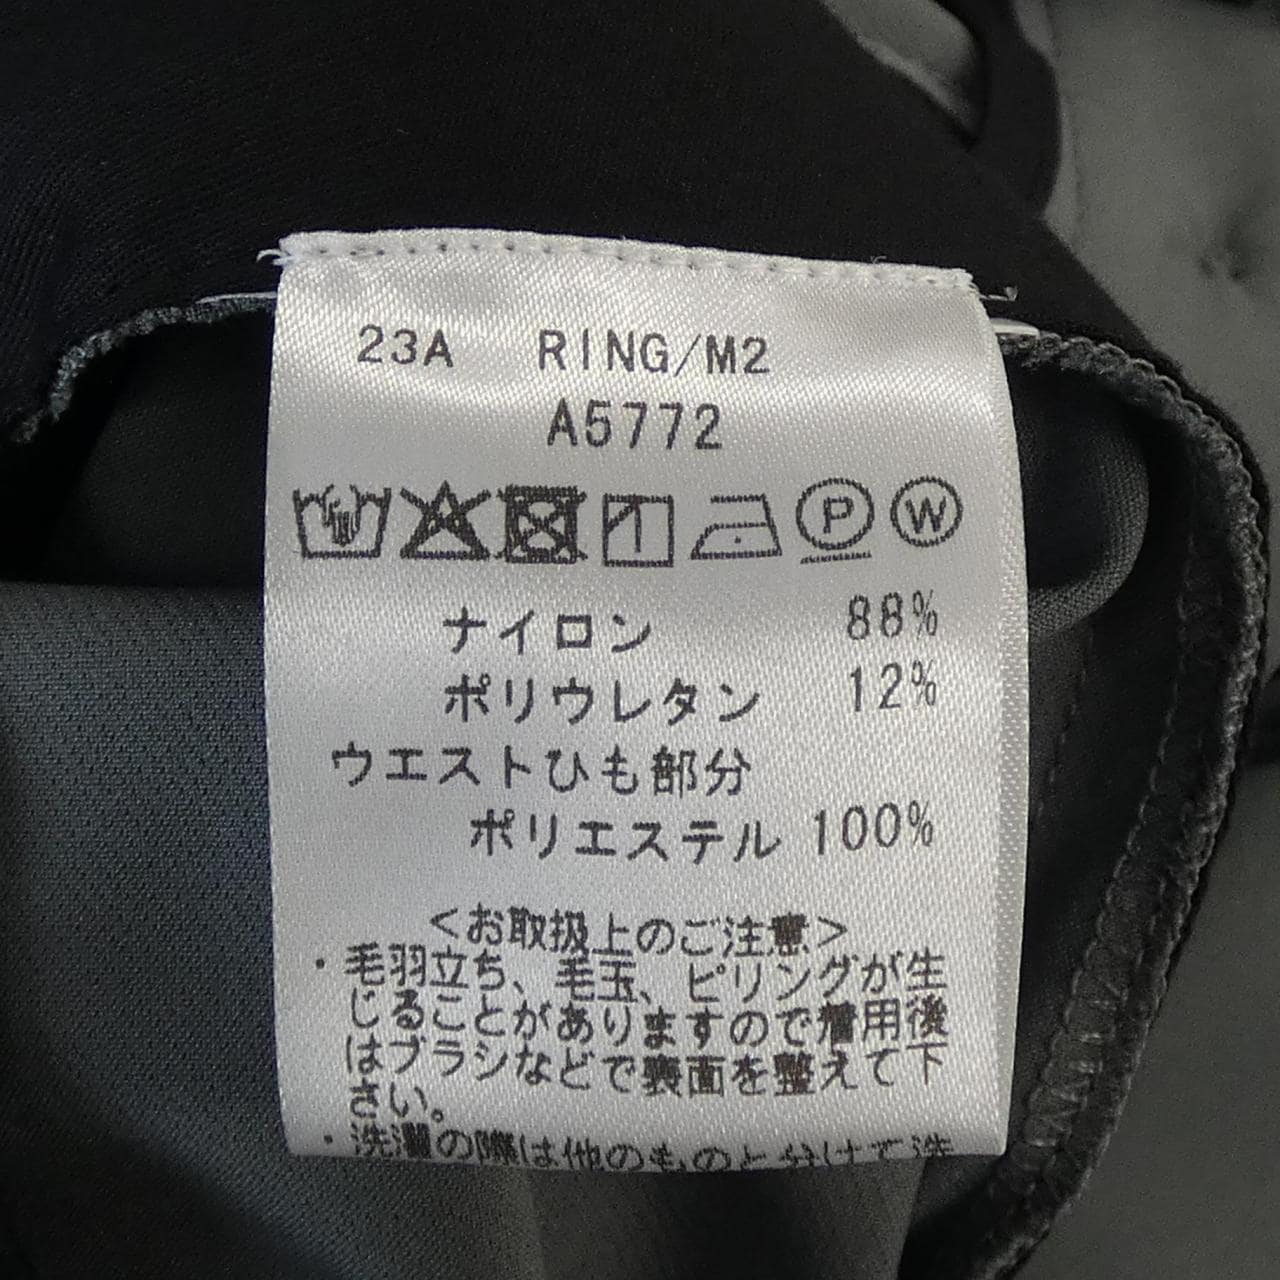 23A RING/M2
A5772
P W
ナイロン 88%
ポリウレタン 12%
ウエストひも部分
ポリエステル 100%
<お取扱上のご注意>
・毛羽立ち、毛玉、ピリングが生
じることがありますので着用後
はブラシなどで表面を整えて下
さい。
・洗濯の際は他のものと分けて洗